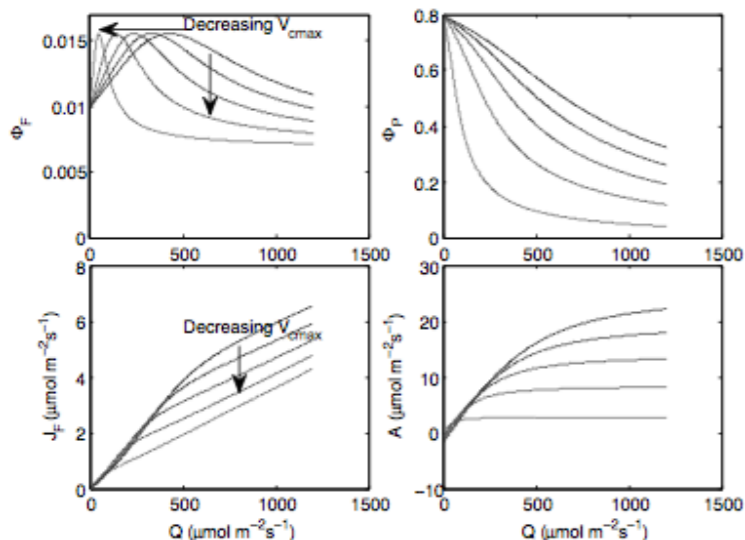 Decreasing V_cmax
0.015
0.01
0.005
0
Φ_F
0 500 1000 1500
0.8
0.6
0.4
0.2
0
Φ_P
0 500 1000 1500
Decreasing V_cmax
8
6
4
2
0
J_F (μmol m⁻²s⁻¹)
0 500 1000 1500
Q (μmol m⁻²s⁻¹)
30
20
10
0
−10
A (μmol m⁻²s⁻¹)
0 500 1000 1500
Q (μmol m⁻²s⁻¹)